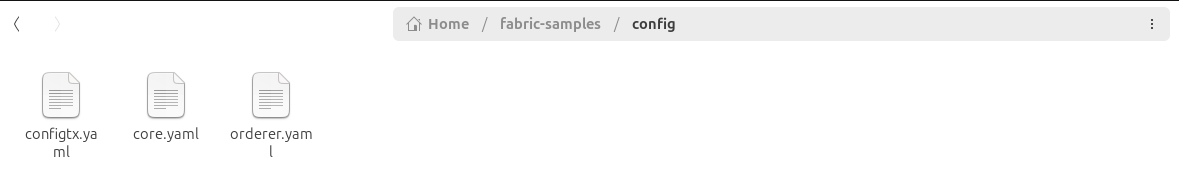 Home / fabric-samples / config
configtx.ya
ml
core.yaml
orderer.yam
l